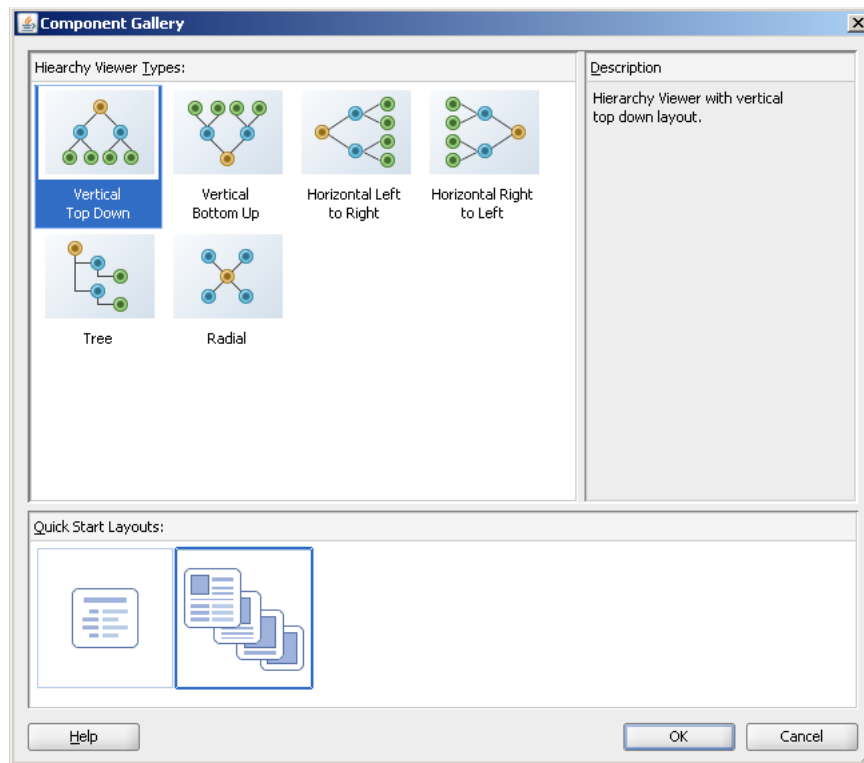 Component Gallery
Hiearchy Viewer Types:
Vertical
Top Down
Vertical
Bottom Up
Horizontal Left
to Right
Horizontal Right
to Left
Tree
Radial
Description
Hierarchy Viewer with vertical
top down layout.
Quick Start Layouts:
Help
OK
Cancel